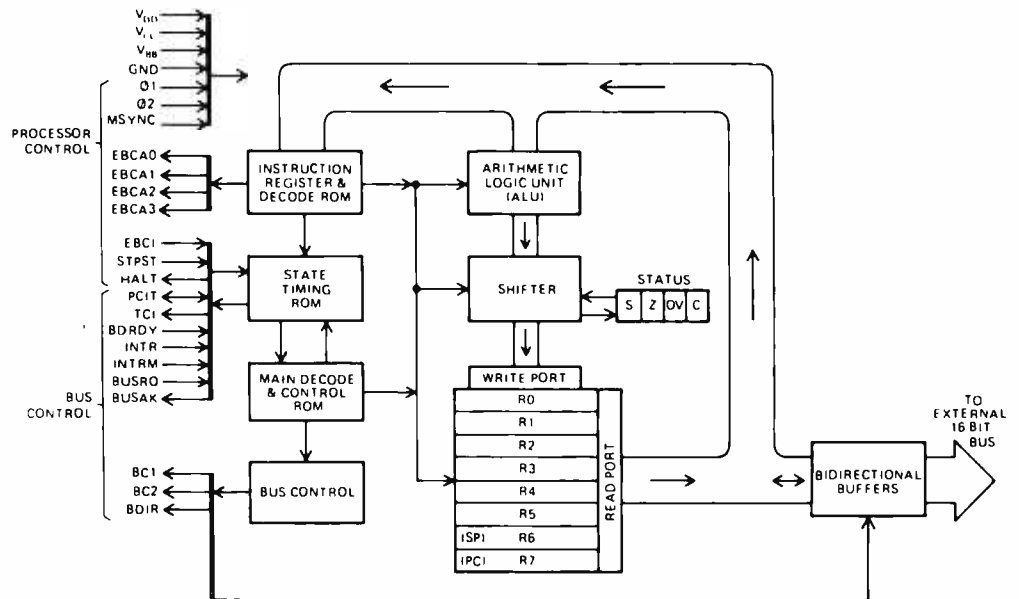 V_DD
V_CC
V_BB
GND
Ø1
Ø2
MSYNC
PROCESSOR
CONTROL
EBCA0
EBCA1
EBCA2
EBCA3
EBCI
STPST
HALT
PCIT
TCI
BDRDY
INTR
INTRM
BUSRQ
BUSAK
BUS
CONTROL
BC1
BC2
BDIR
INSTRUCTION
REGISTER &
DECODE ROM
STATE
TIMING
ROM
MAIN DECODE
& CONTROL
ROM
BUS CONTROL
ARITHMETIC
LOGIC UNIT
(ALU)
SHIFTER
STATUS
S Z OV C
WRITE PORT
R0
R1
R2
R3
R4
R5
(SP) R6
(PC) R7
READ PORT
BIDIRECTIONAL
BUFFERS
TO
EXTERNAL
16 BIT
BUS